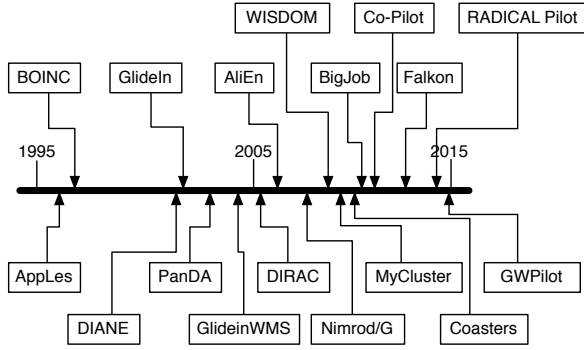 WISDOM Co-Pilot RADICAL Pilot
BOINC GlideIn AliEn BigJob Falkon
1995 2005 2015
AppLes PanDA DIRAC MyCluster GWPilot
DIANE GlideinWMS Nimrod/G Coasters